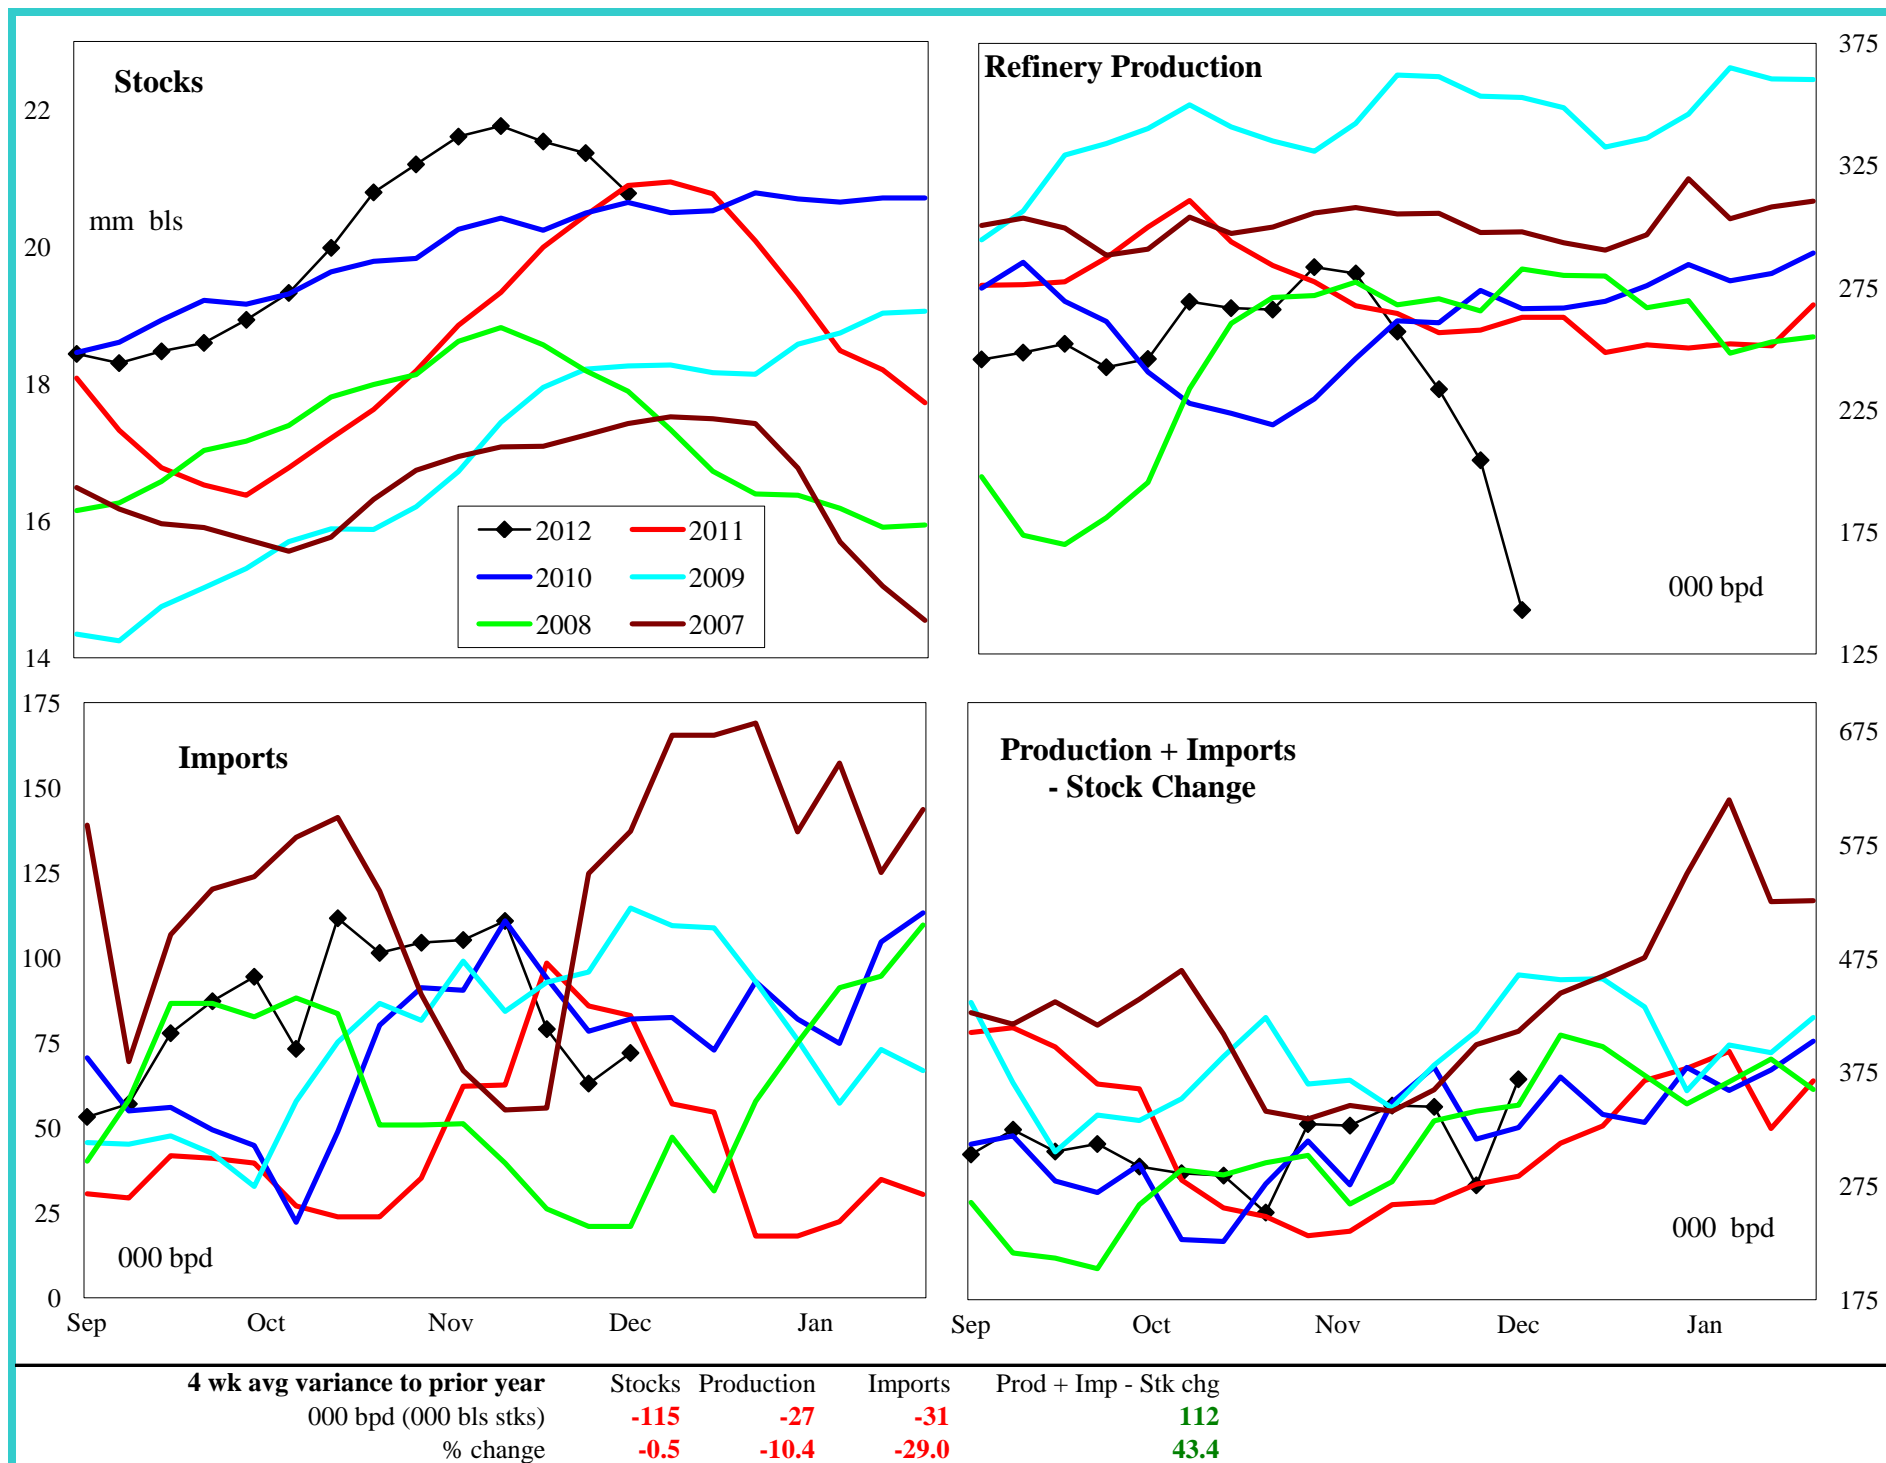 Stocks
mm bls
22
20
18
16
14
2012
2011
2010
2009
2008
2007
Refinery Production
000 bpd
375
325
275
225
175
125
Imports
000 bpd
175
150
125
100
75
50
25
0
Sep Oct Nov Dec Jan
Production + Imports
- Stock Change
000 bpd
675
575
475
375
275
175
Sep Oct Nov Dec Jan
4 wk avg variance to prior year Stocks Production Imports Prod + Imp - Stk chg
000 bpd (000 bls stks) -115 -27 -31 112
% change -0.5 -10.4 -29.0 43.4